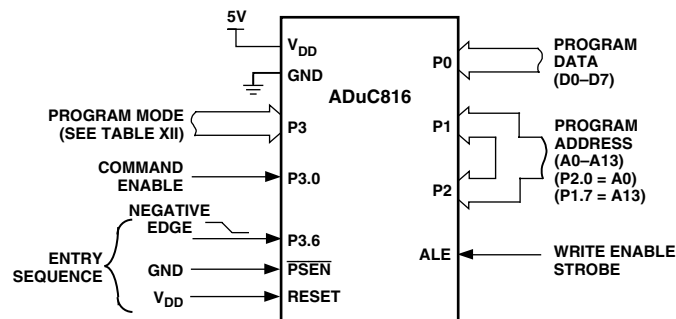 5V
VDD
GND
ADuC816
P0
PROGRAM
DATA
(D0–D7)
PROGRAM MODE
(SEE TABLE XII)
P3
P1
PROGRAM
ADDRESS
(A0–A13)
(P2.0 = A0)
(P1.7 = A13)
COMMAND
ENABLE
P3.0
P2
NEGATIVE
EDGE
P3.6
ENTRY
SEQUENCE
GND
PSEN
ALE
WRITE ENABLE
STROBE
VDD
RESET